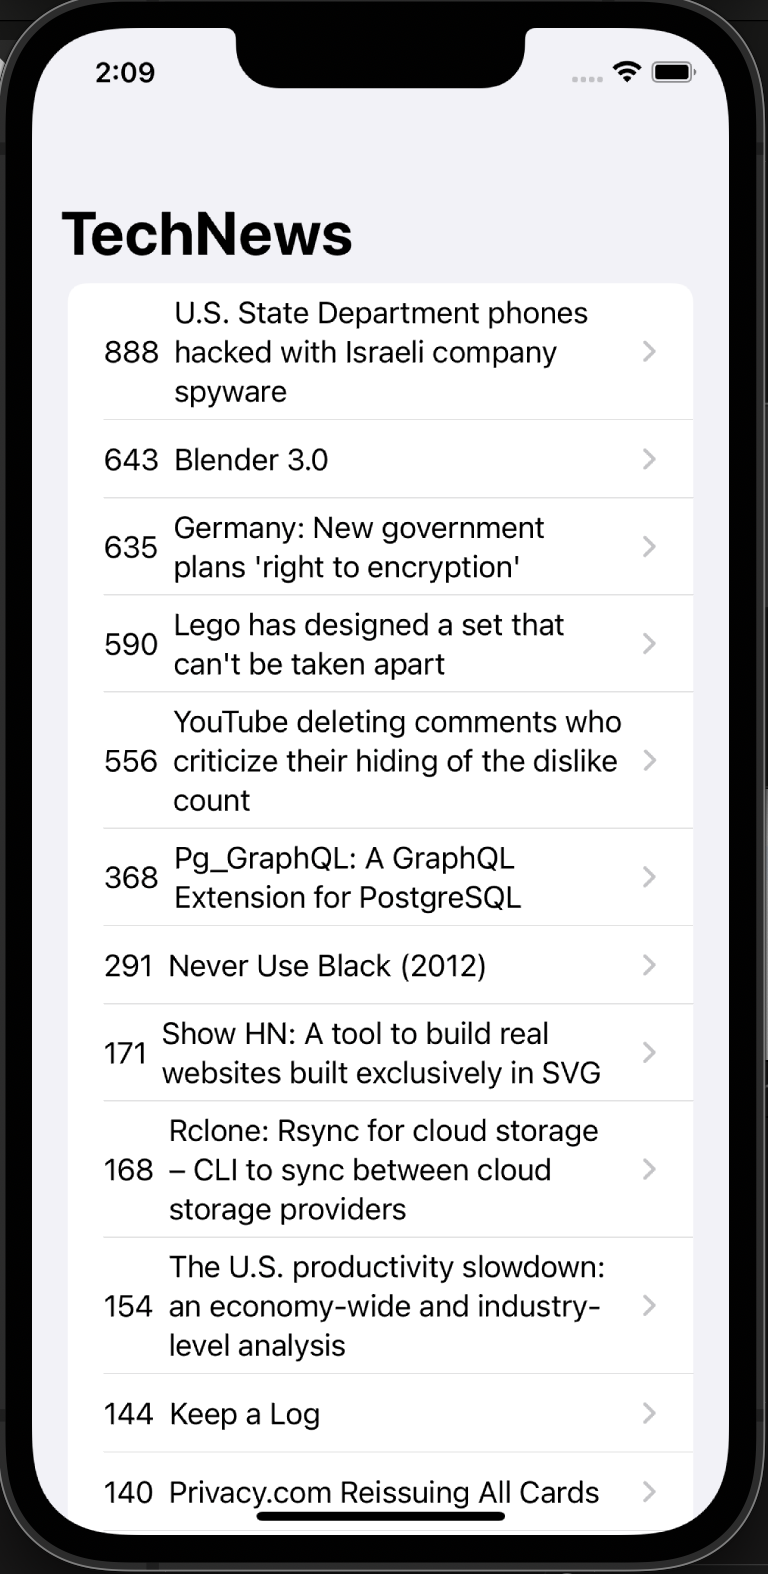 2:09
TechNews
U.S. State Department phones
888 hacked with Israeli company
spyware
643 Blender 3.0
Germany: New government
635
plans 'right to encryption'
Lego has designed a set that
590
can't be taken apart
YouTube deleting comments who
556 criticize their hiding of the dislike
count
Pg_GraphQL: A GraphQL
368
Extension for PostgreSQL
291 Never Use Black (2012)
Show HN: A tool to build real
171
websites built exclusively in SVG
Rclone: Rsync for cloud storage
168 – CLI to sync between cloud
storage providers
The U.S. productivity slowdown:
154 an economy-wide and industry-
level analysis
144 Keep a Log
140 Privacy.com Reissuing All Cards